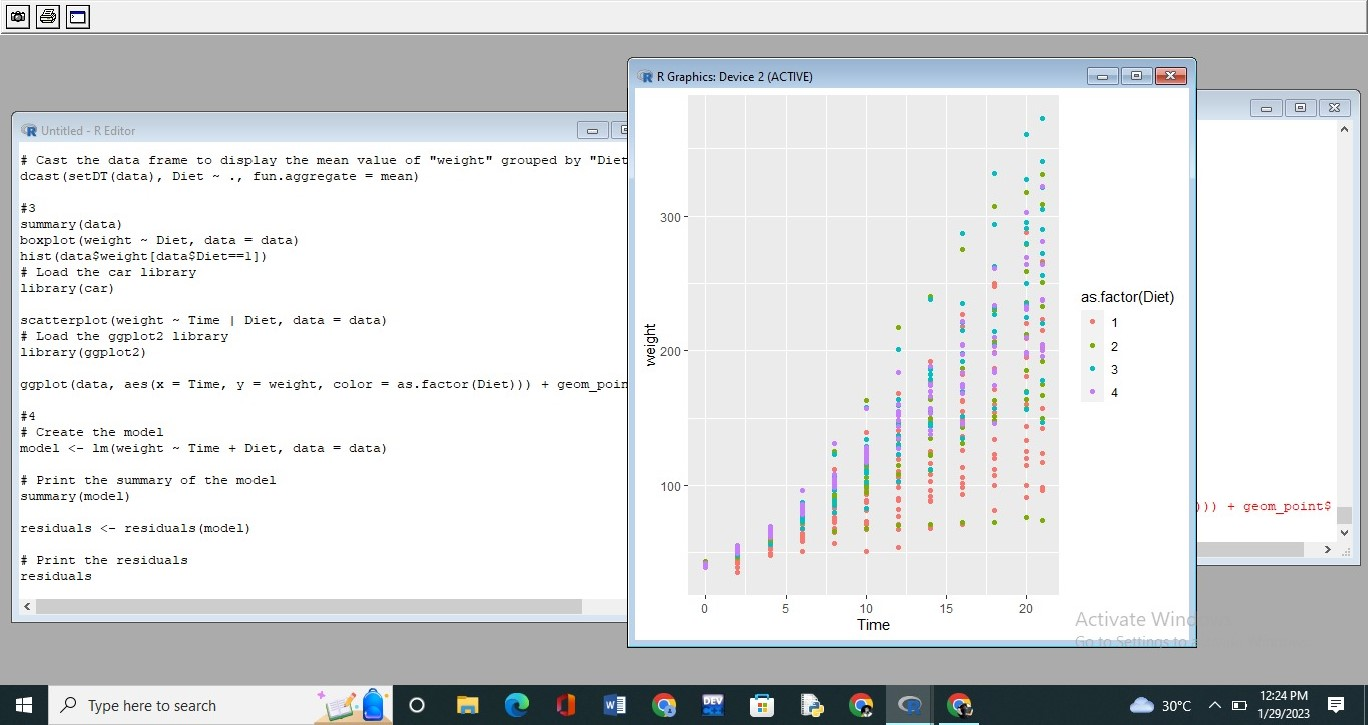 R Graphics: Device 2 (ACTIVE)
Untitled - R Editor
# Cast the data frame to display the mean value of "weight" grouped by "Diet
dcast(setDT(data), Diet ~ ., fun.aggregate = mean)
#3
summary(data)
boxplot(weight ~ Diet, data = data)
hist(data$weight[data$Diet==1])
# Load the car library
library(car)
scatterplot(weight ~ Time | Diet, data = data)
# Load the ggplot2 library
library(ggplot2)
ggplot(data, aes(x = Time, y = weight, color = as.factor(Diet))) + geom_poin
#4
# Create the model
model <- lm(weight ~ Time + Diet, data = data)
# Print the summary of the model
summary(model)
residuals <- residuals(model)
# Print the residuals
residuals
300
200
100
weight
0 5 10 15 20
Time
as.factor(Diet)
1
2
3
4
))) + geom_point$
Activate Wind
Go to Settings to
Type here to search
DEV
30°C
12:24 PM
1/29/2023